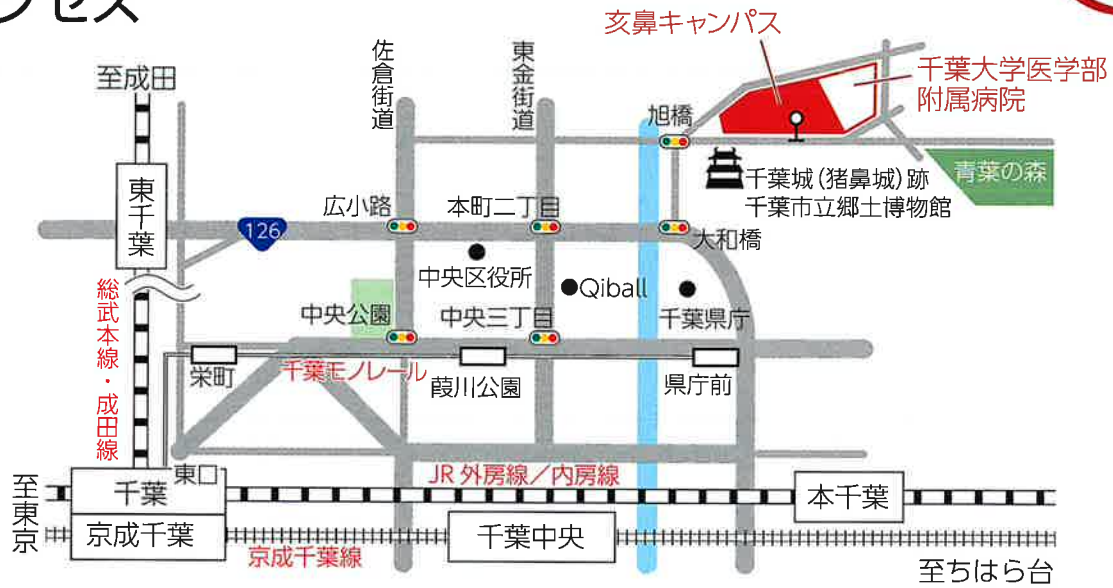 クセス
亥鼻キャンパス
千葉大学医学部
附属病院
至成田
佐倉街道
東金街道
旭橋
青葉の森
千葉城(猪鼻城)跡
千葉市立郷土博物館
東千葉
126
広小路
本町二丁目
大和橋
中央区役所
Qiball
千葉県庁
総武本線・成田線
中央公園
中央三丁目
栄町
千葉モノレール
葭川公園
県庁前
東口
至東京
千葉
JR 外房線／内房線
本千葉
京成千葉
京成千葉線
千葉中央
至ちはら台